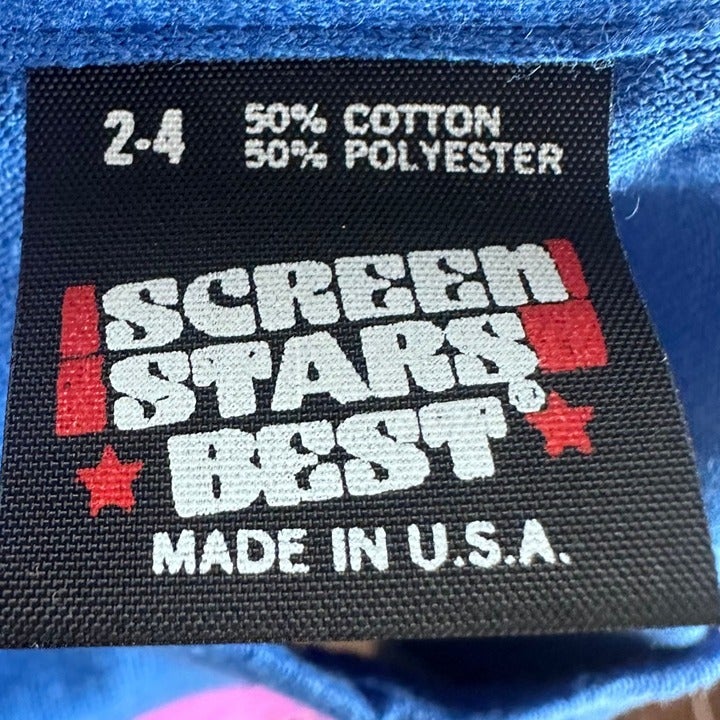 2-4 50% COTTON
50% POLYESTER
SCREEN
STARS
BEST®
MADE IN U.S.A.